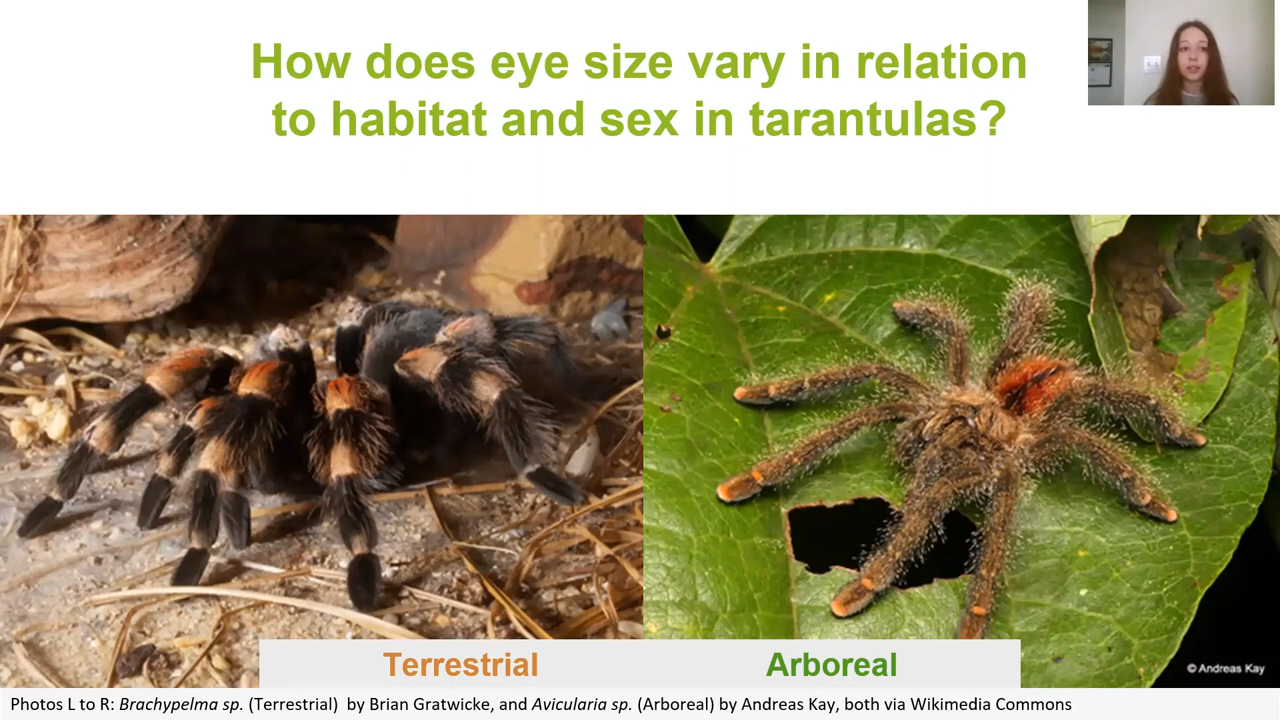 How does eye size vary in relation
to habitat and sex in tarantulas?
Terrestrial
Arboreal
© Andreas Kay
Photos L to R: Brachypelma sp. (Terrestrial)  by Brian Gratwicke, and Avicularia sp. (Arboreal) by Andreas Kay, both via Wikimedia Commons